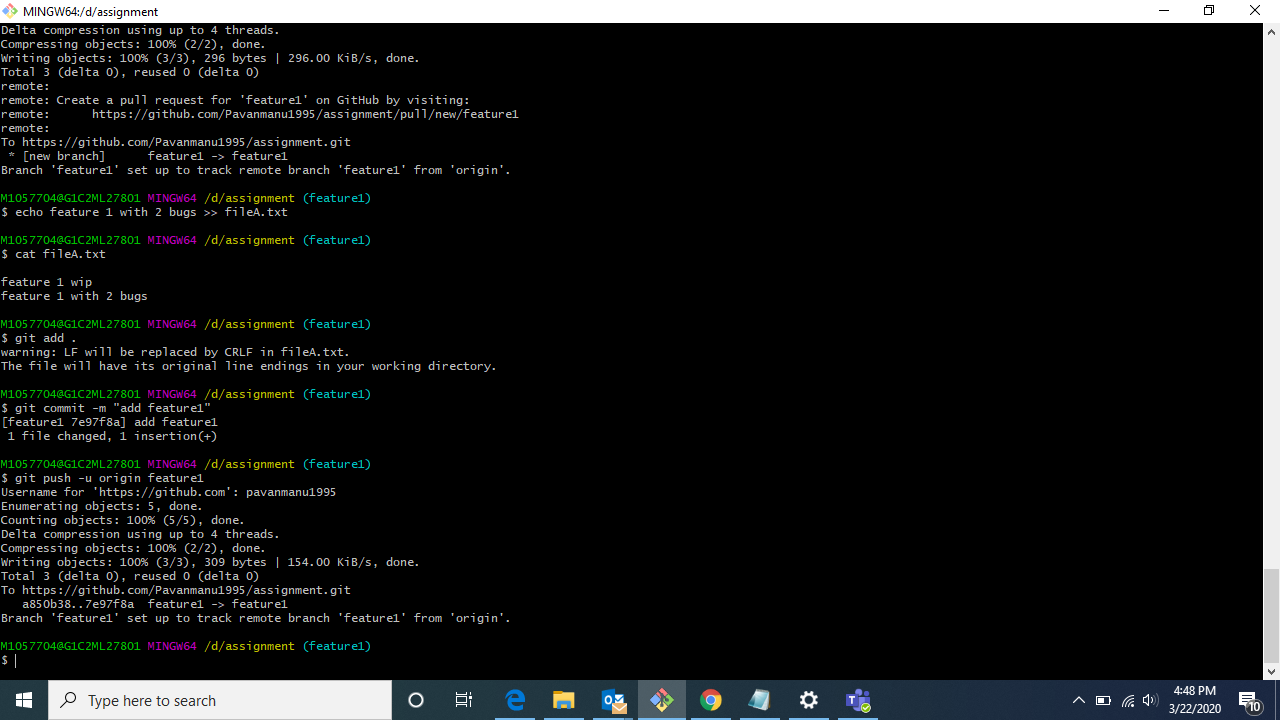 MINGW64:/d/assignment
Delta compression using up to 4 threads.
Compressing objects: 100% (2/2), done.
Writing objects: 100% (3/3), 296 bytes | 296.00 KiB/s, done.
Total 3 (delta 0), reused 0 (delta 0)
remote:
remote: Create a pull request for 'feature1' on GitHub by visiting:
remote:      https://github.com/Pavanmanu1995/assignment/pull/new/feature1
remote:
To https://github.com/Pavanmanu1995/assignment.git
 * [new branch]      feature1 -> feature1
Branch 'feature1' set up to track remote branch 'feature1' from 'origin'.
M1057704@G1C2ML27801 MINGW64 /d/assignment (feature1)
$ echo feature 1 with 2 bugs >> fileA.txt
M1057704@G1C2ML27801 MINGW64 /d/assignment (feature1)
$ cat fileA.txt
feature 1 wip
feature 1 with 2 bugs
M1057704@G1C2ML27801 MINGW64 /d/assignment (feature1)
$ git add .
warning: LF will be replaced by CRLF in fileA.txt.
The file will have its original line endings in your working directory.
M1057704@G1C2ML27801 MINGW64 /d/assignment (feature1)
$ git commit -m "add feature1"
[feature1 7e97f8a] add feature1
 1 file changed, 1 insertion(+)
M1057704@G1C2ML27801 MINGW64 /d/assignment (feature1)
$ git push -u origin feature1
Username for 'https://github.com': pavanmanu1995
Enumerating objects: 5, done.
Counting objects: 100% (5/5), done.
Delta compression using up to 4 threads.
Compressing objects: 100% (2/2), done.
Writing objects: 100% (3/3), 309 bytes | 154.00 KiB/s, done.
Total 3 (delta 0), reused 0 (delta 0)
To https://github.com/Pavanmanu1995/assignment.git
   a850b38..7e97f8a  feature1 -> feature1
Branch 'feature1' set up to track remote branch 'feature1' from 'origin'.
M1057704@G1C2ML27801 MINGW64 /d/assignment (feature1)
$
Type here to search
4:48 PM
3/22/2020
10